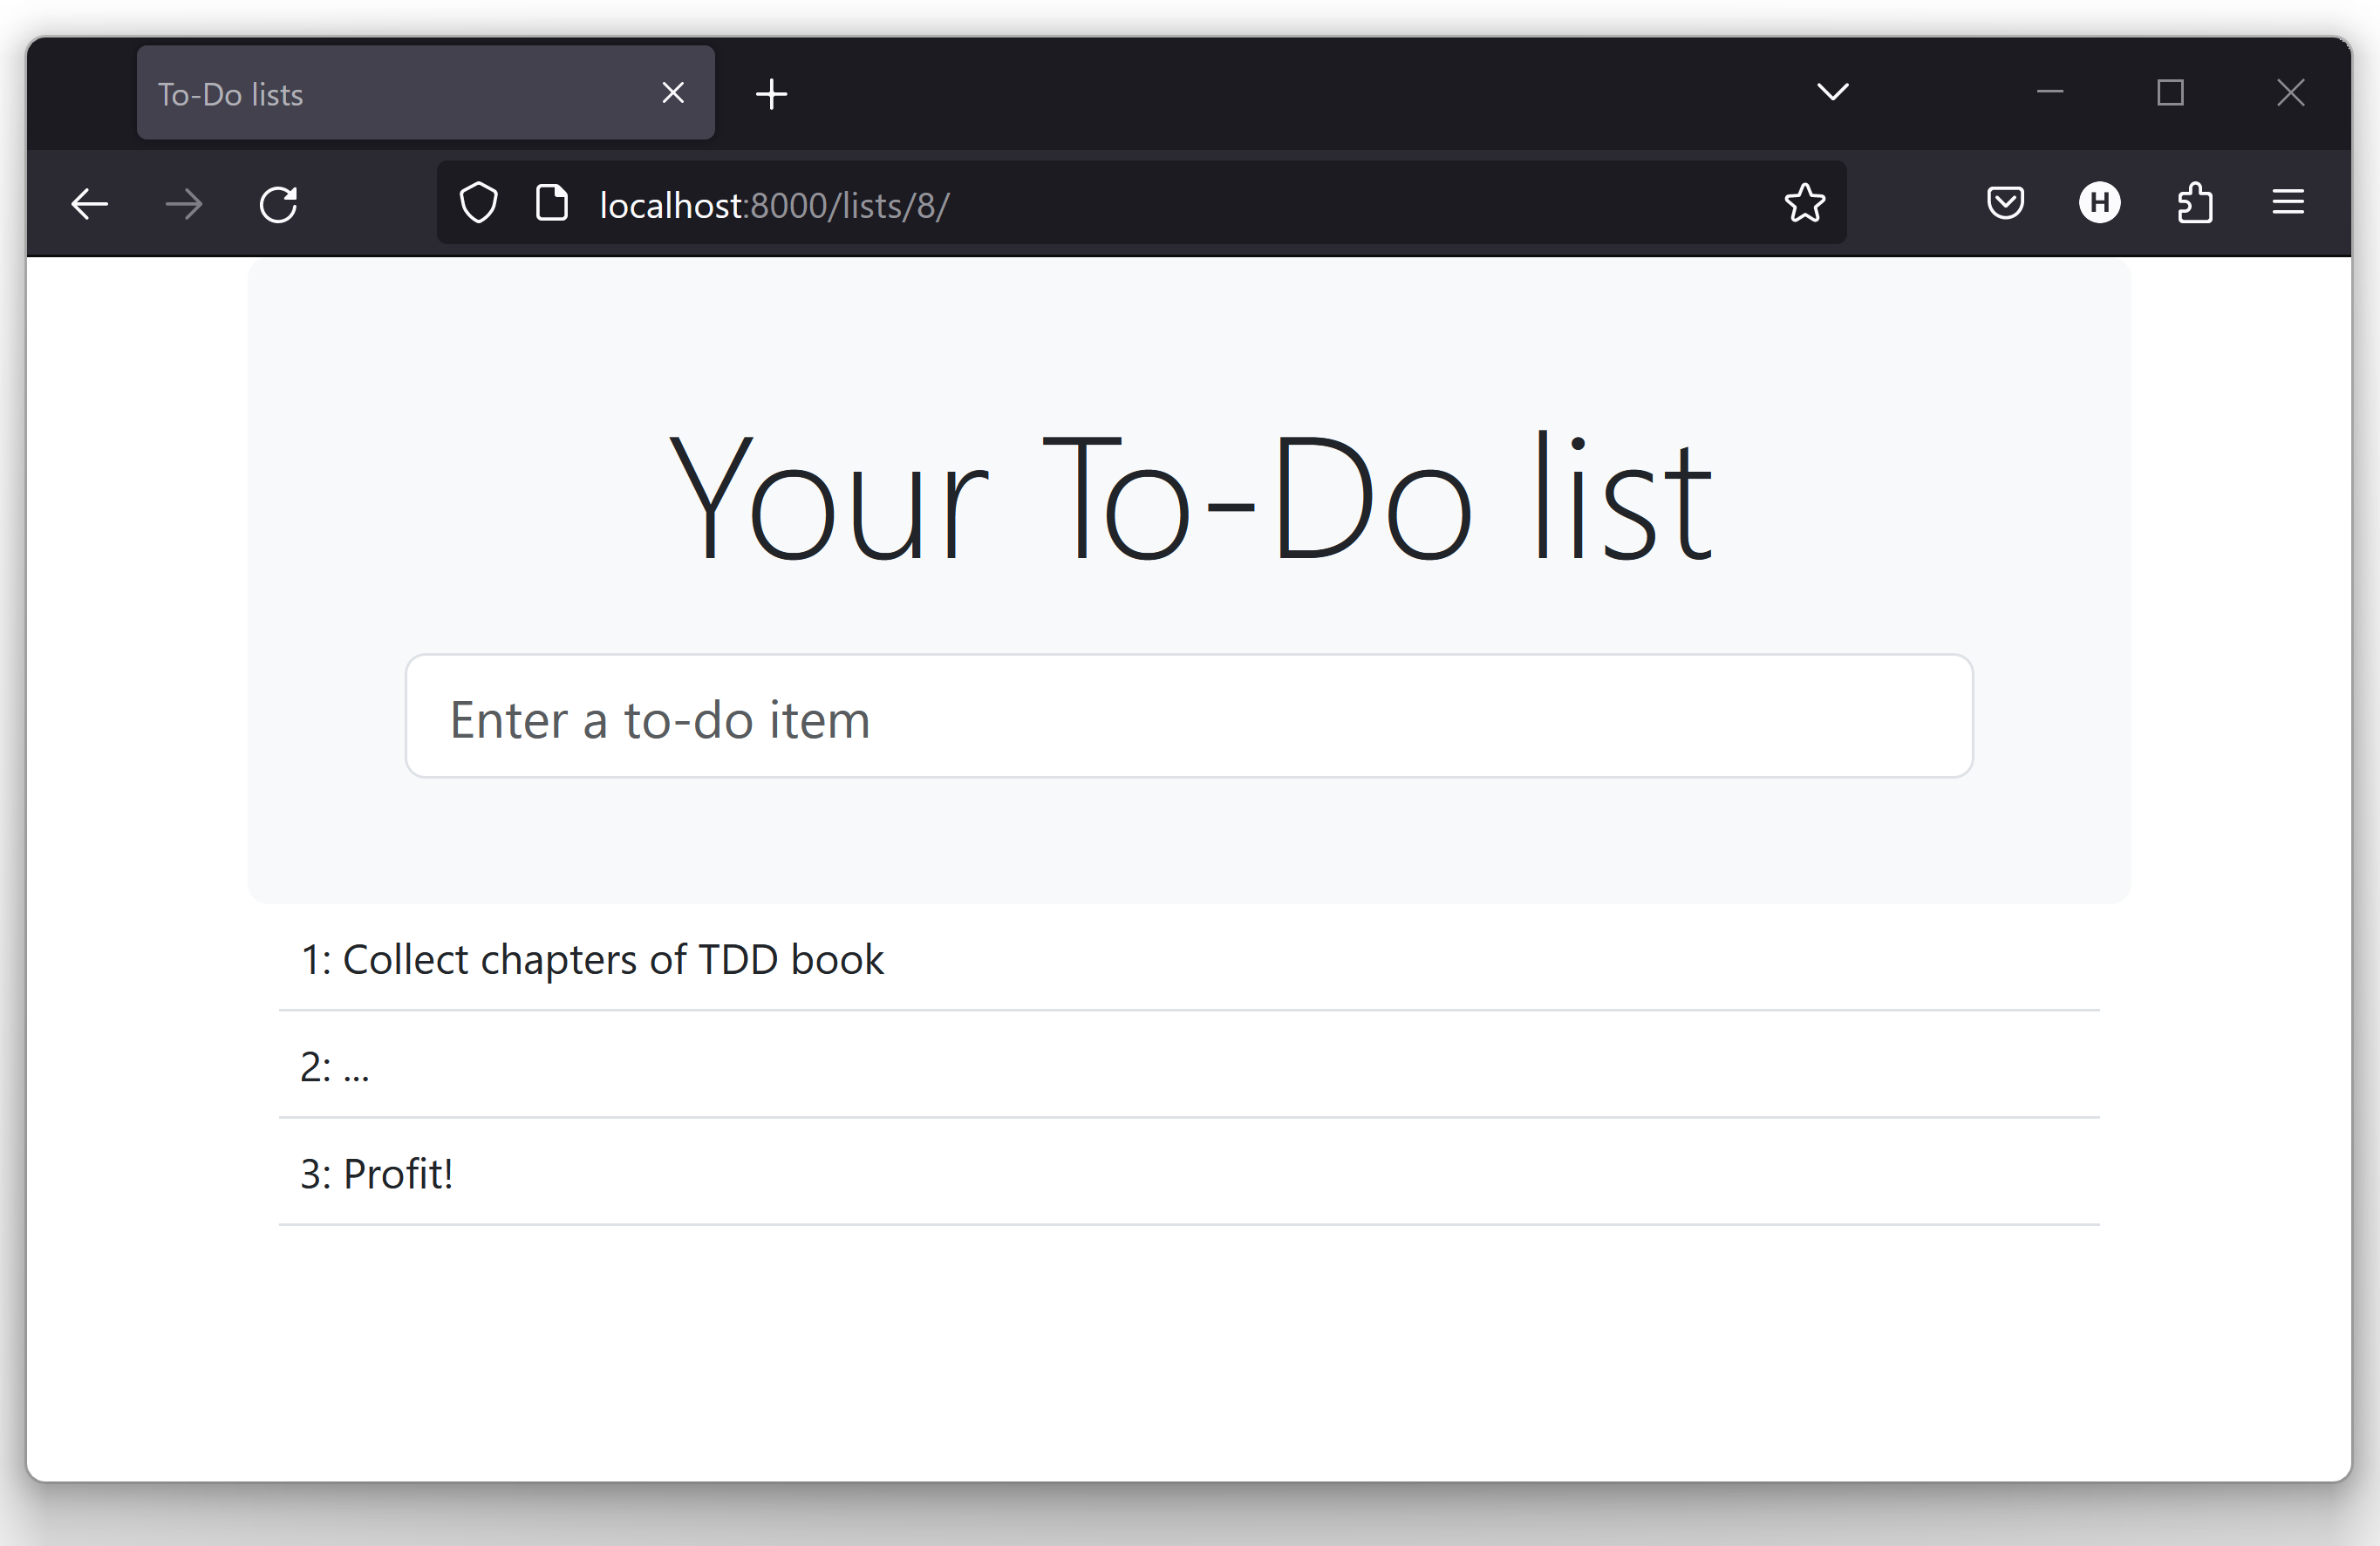 To-Do lists
localhost:8000/lists/8/
H
Your To-Do list
Enter a to-do item
1: Collect chapters of TDD book
2: ...
3: Profit!